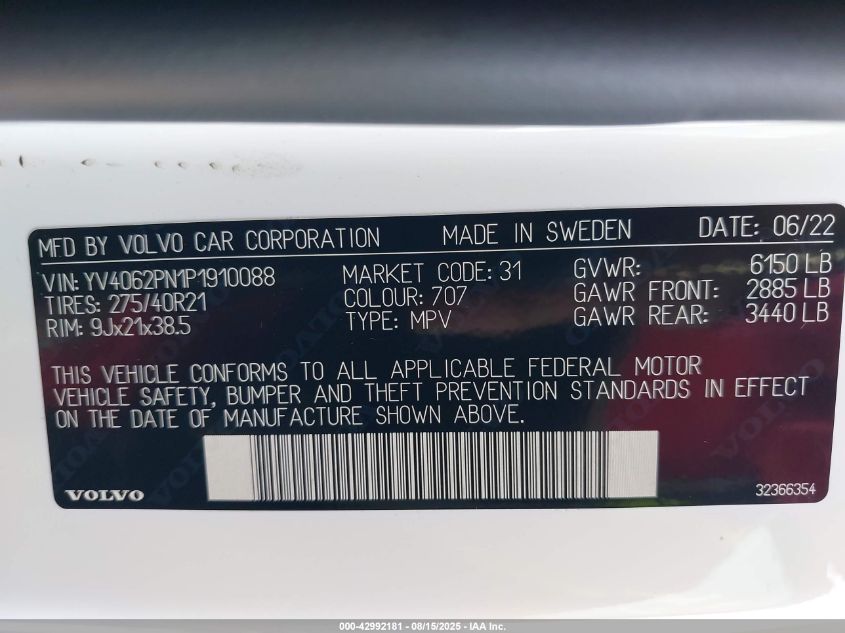 MFD BY VOLVO CAR CORPORATION MADE IN SWEDEN DATE: 06/22
VIN: YV4062PN1P1910088 MARKET CODE: 31 GVWR: 6150 LB
TIRES: 275/40R21 COLOUR: 707 GAWR FRONT: 2885 LB
RIM: 9Jx21x38.5 TYPE: MPV GAWR REAR: 3440 LB
THIS VEHICLE CONFORMS TO ALL APPLICABLE FEDERAL MOTOR
VEHICLE SAFETY, BUMPER AND THEFT PREVENTION STANDARDS IN EFFECT
ON THE DATE OF MANUFACTURE SHOWN ABOVE.
VOLVO 32366354
000-42992181 - 08/15/2025 - IAA Inc.